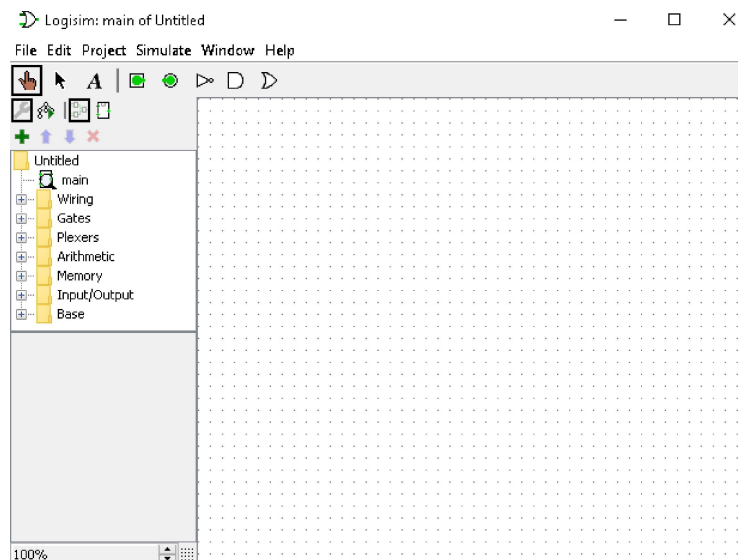 Logisim: main of Untitled
File Edit Project Simulate Window Help
A
Untitled
main
Wiring
Gates
Plexers
Arithmetic
Memory
Input/Output
Base
100%